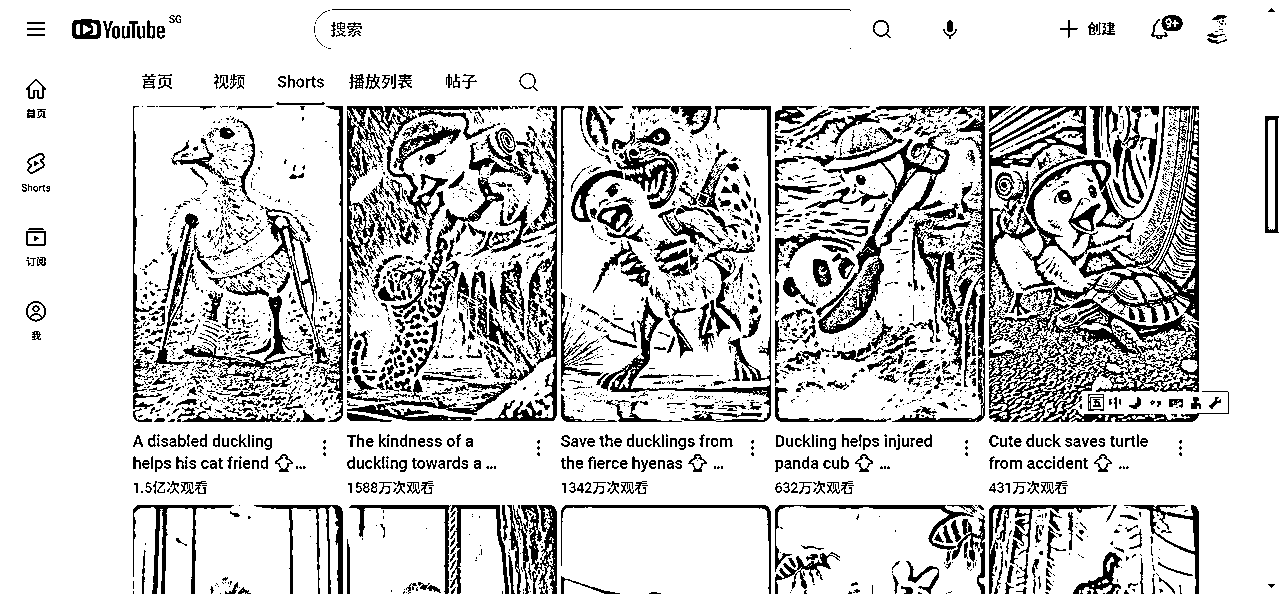 YouTube SG
搜索
创建
9+
首页
视频
Shorts
播放列表
帖子
首页
Shorts
订阅
我
中
A disabled duckling
helps his cat friend 🐥...
1.5亿次观看
The kindness of a
duckling towards a ...
1588万次观看
Save the ducklings from
the fierce hyenas 🐥 ...
1342万次观看
Duckling helps injured
panda cub 🐥 ...
632万次观看
Cute duck saves turtle
from accident 🐥 ...
431万次观看